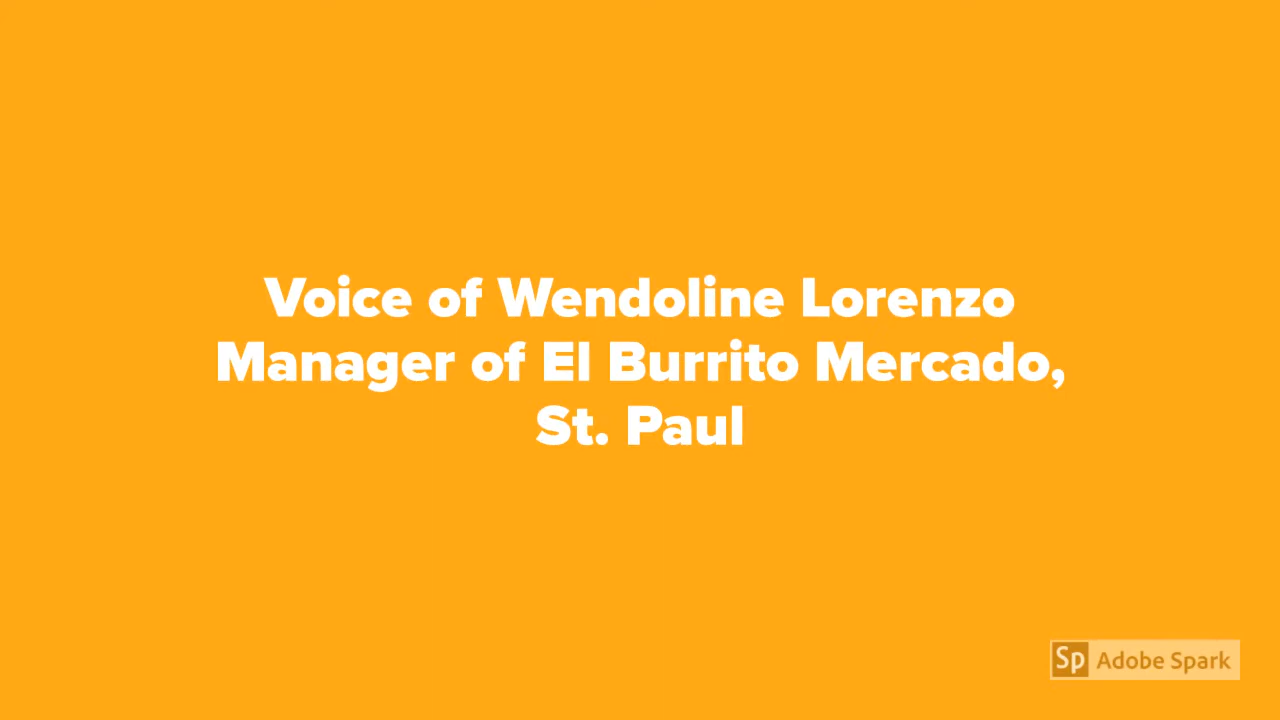 Voice of Wendoline Lorenzo
Manager of El Burrito Mercado,
St. Paul
Sp Adobe Spark